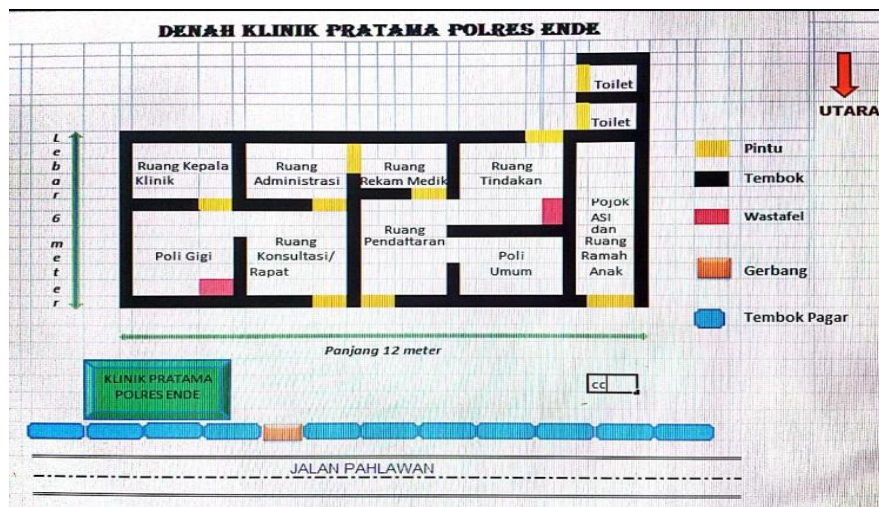 DENAH KLINIK PRATAMA POLRES ENDE
Toilet
Toilet
UTARA
Lebar 6 meter
Ruang Kepala
Klinik
Ruang
Administrasi
Ruang
Rekam Medik
Ruang
Tindakan
Pojok
ASI
dan
Ruang
Ramah
Anak
Poli Gigi
Ruang
Konsultasi/
Rapat
Ruang
Pendaftaran
Poli
Umum
Pintu
Tembok
Wastafel
Gerbang
Tembok Pagar
Panjang 12 meter
KLINIK PRATAMA
POLRES ENDE
cc
JALAN PAHLAWAN